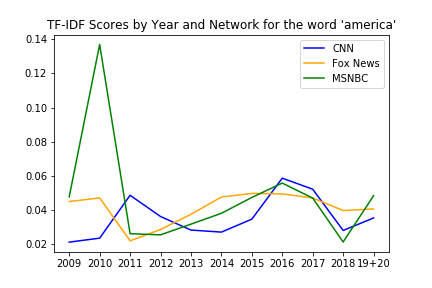 TF-IDF Scores by Year and Network for the word 'america'
0.14
0.12
0.10
0.08
0.06
0.04
0.02
CNN
Fox News
MSNBC
2009 2010 2011 2012 2013 2014 2015 2016 2017 2018 19+20